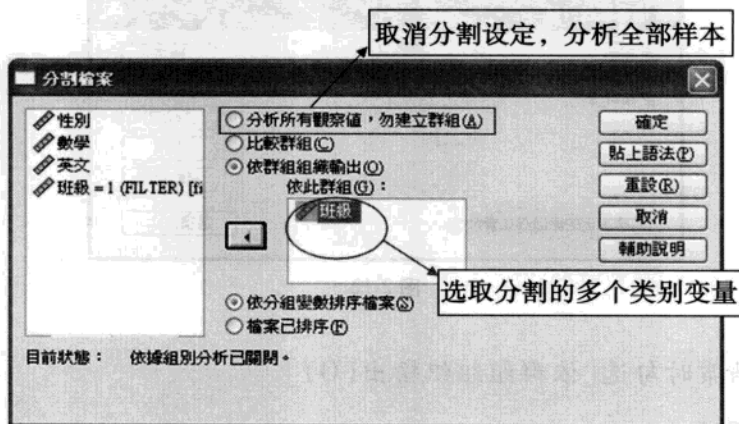 取消分割设定，分析全部样本
分割檔案
性別
數學
英文
班級 = 1 (FILTER) [fi
分析所有觀察値，勿建立群組(A)
比較群組(C)
依群組組織輸出(O)
依此群組(G)：
班級
依分組變數排序檔案(S)
檔案已排序(F)
確定
貼上語法(P)
重設(R)
取消
輔助說明
选取分割的多个类别变量
目前狀態： 依據組別分析已關閉。